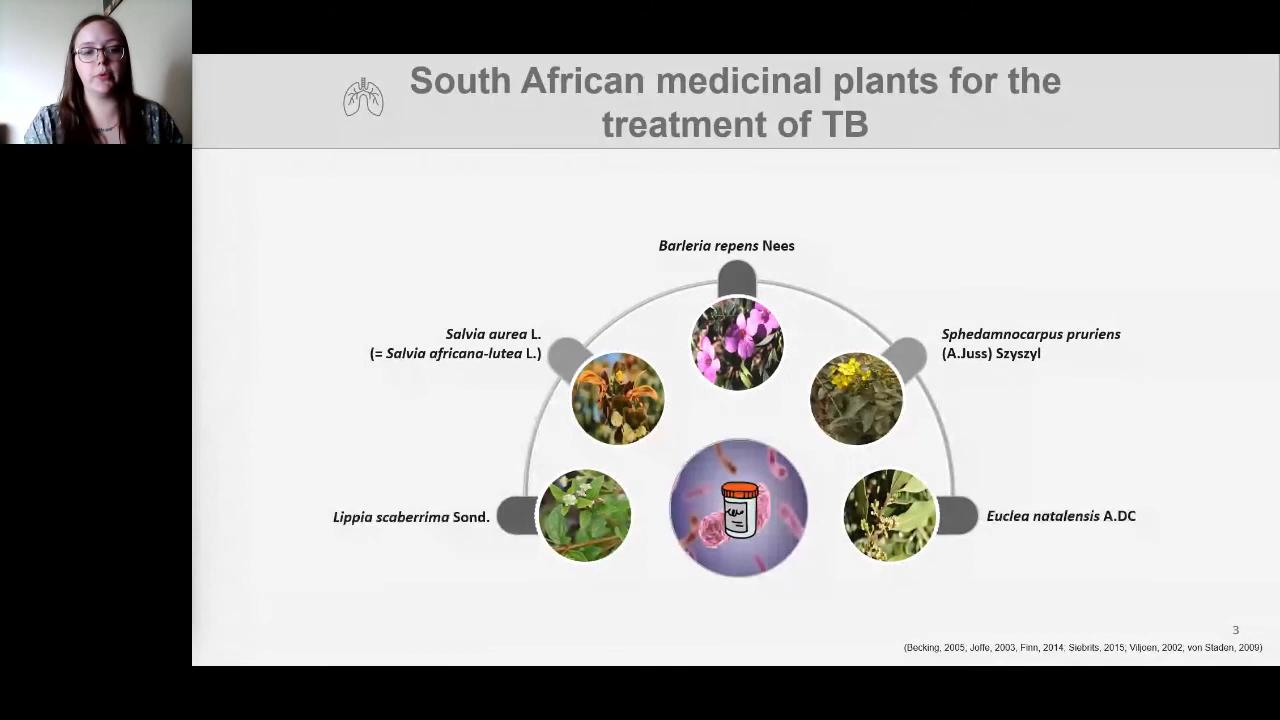 South African medicinal plants for the
treatment of TB
Barleria repens Nees
Salvia aurea L.
(= Salvia africana-lutea L.)
Sphedamnocarpus pruriens
(A.Juss) Szyszyl
Lippia scaberrima Sond.
Euclea natalensis A.DC
3
(Becking, 2005; Joffe, 2003, Finn, 2014; Siebrits, 2015; Viljoen, 2002; von Staden, 2009)